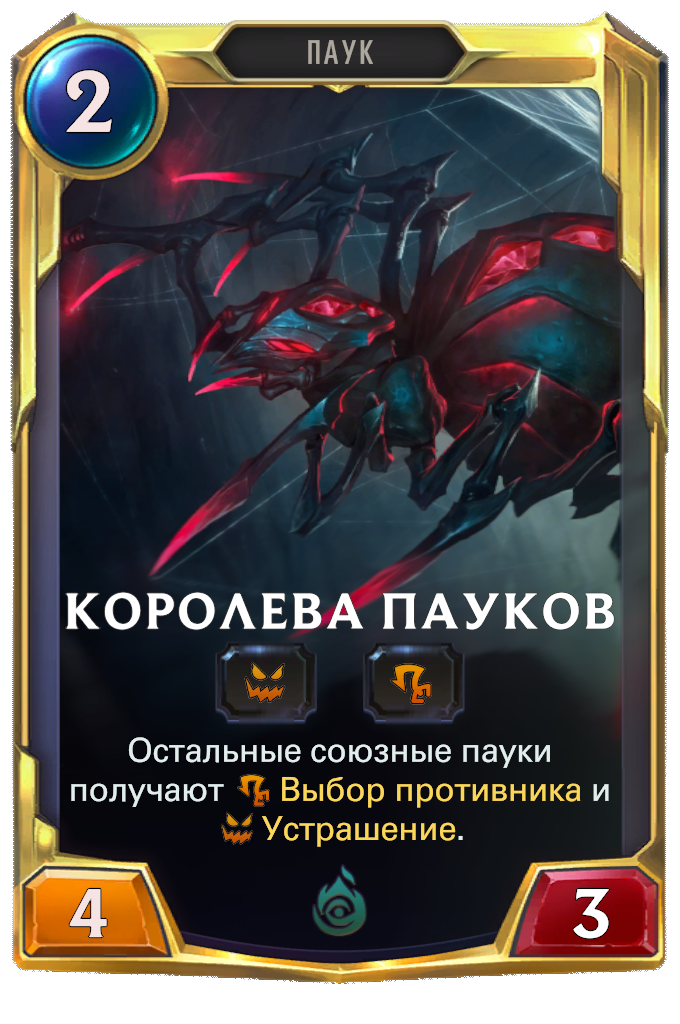 ПАУК
2
КОРОЛЕВА ПАУКОВ
Остальные союзные пауки
получают Выбор противника и
Устрашение.
4
3